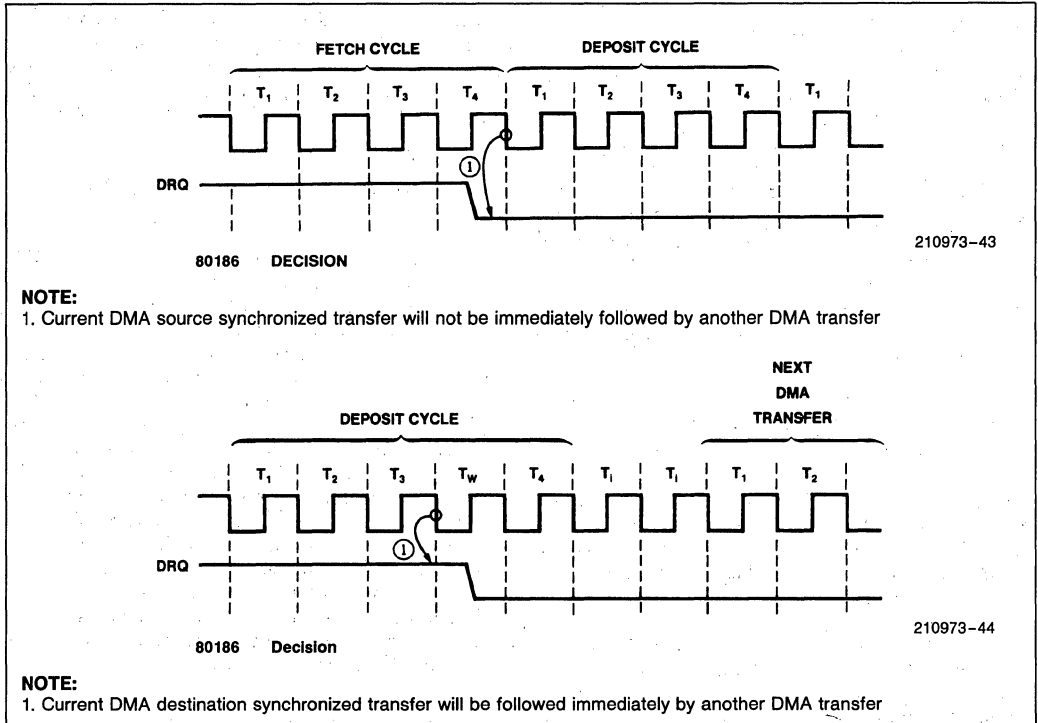 FETCH CYCLE DEPOSIT CYCLE
T1 T2 T3 T4 T1 T2 T3 T4 T1
1
DRQ
210973-43
80186 DECISION
NOTE:
1. Current DMA source synchronized transfer will not be immediately followed by another DMA transfer
NEXT
DMA
TRANSFER
DEPOSIT CYCLE
T1 T2 T3 TW T4 Ti Ti T1 T2
1
DRQ
210973-44
80186 Decision
NOTE:
1. Current DMA destination synchronized transfer will be followed immediately by another DMA transfer